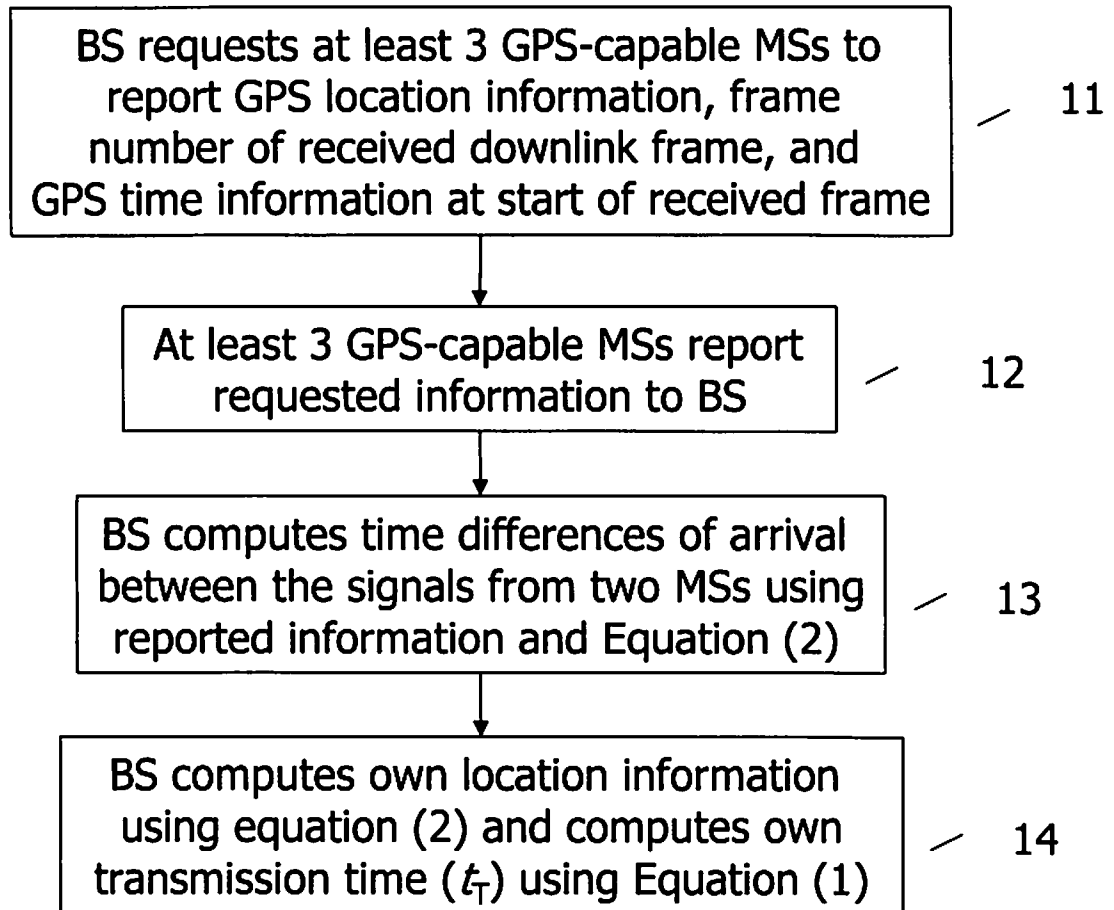 BS requests at least 3 GPS-capable MSs to
report GPS location information, frame
number of received downlink frame, and
GPS time information at start of received frame
11
At least 3 GPS-capable MSs report
requested information to BS
12
BS computes time differences of arrival
between the signals from two MSs using
reported information and Equation (2)
13
BS computes own location information
using equation (2) and computes own
transmission time (tT) using Equation (1)
14